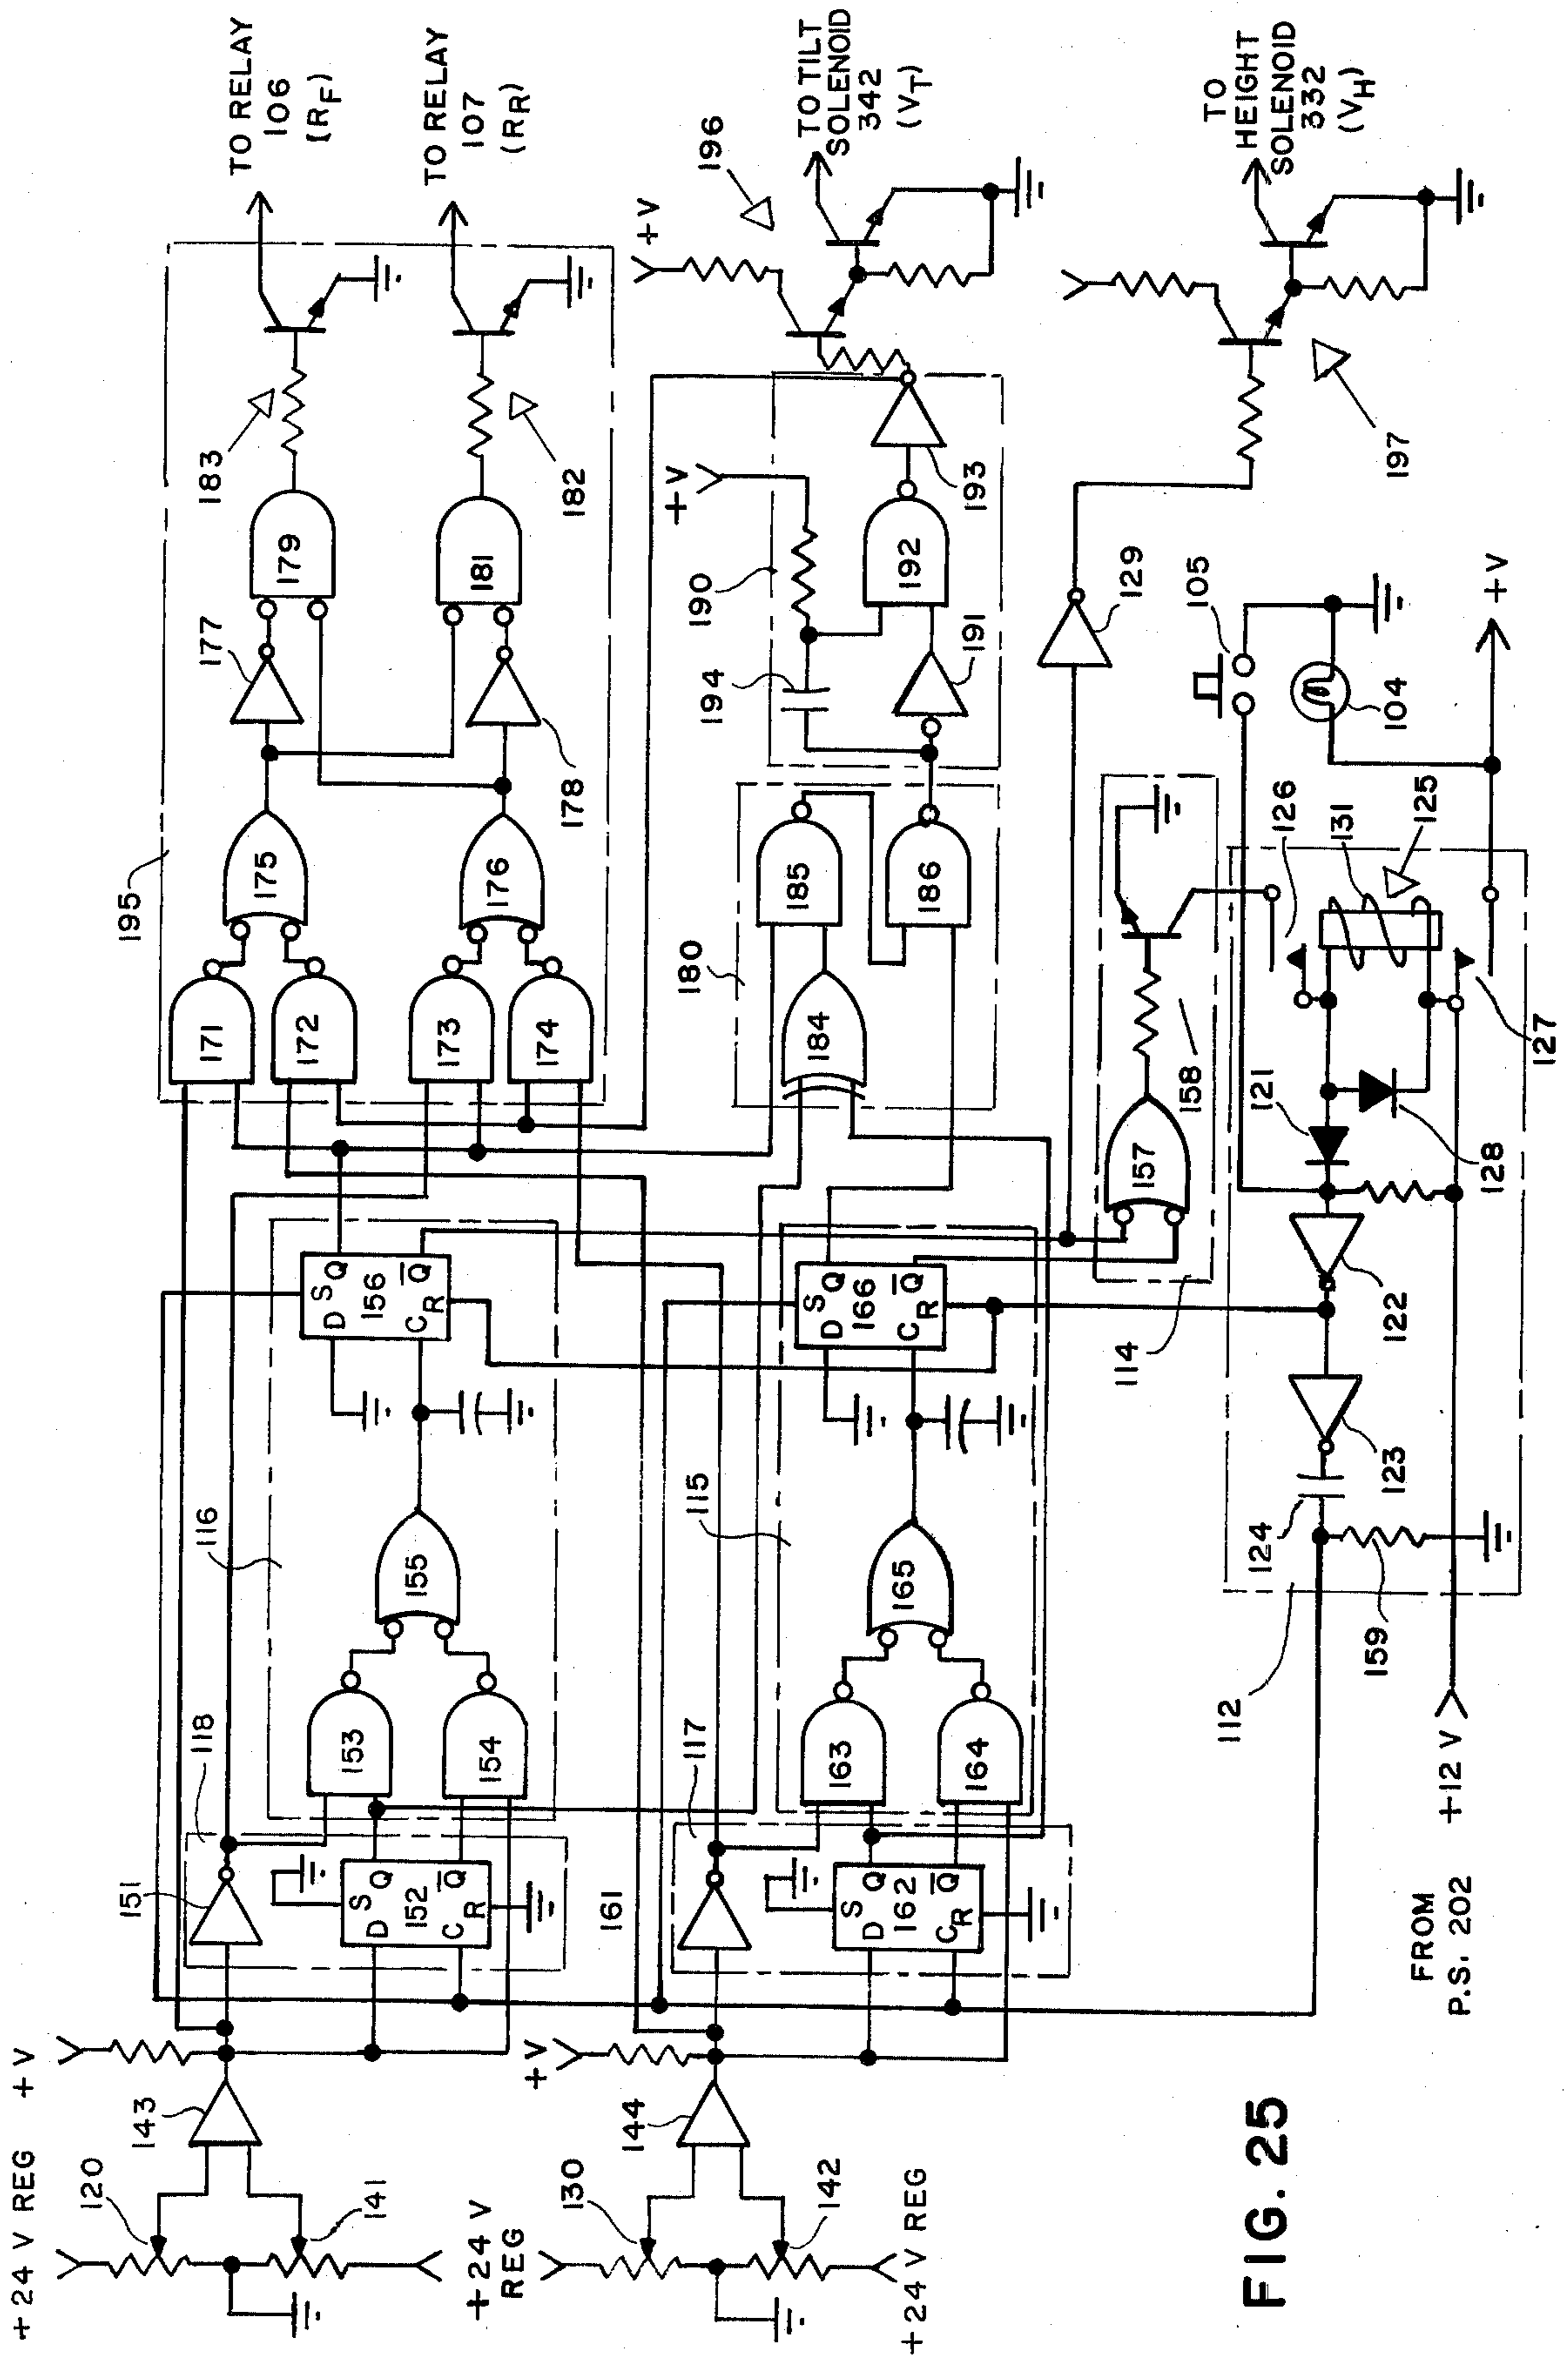 +24 V REG
+V
120
143
141
+24 V
REG
151
118
S
D
Q
152
C
Q
R
153
154
116
155
S
D
Q
156
C
Q
R
195
171
172
173
174
175
176
177
178
179
181
183
182
TO RELAY
106
(RF)
TO RELAY
107
(RR)
+V
130
144
142
+24 V REG
161
117
S
D
Q
162
C
Q
R
163
164
115
165
S
D
Q
166
C
Q
R
180
184
185
186
190
+V
194
191
192
193
+V
196
TO TILT
SOLENOID
342
(VT)
114
157
158
129
197
TO
HEIGHT
SOLENOID
332
(VH)
105
104
+V
126
131
125
127
121
128
122
123
124
159
112
+12 V
FROM
P.S. 202
FIG. 25